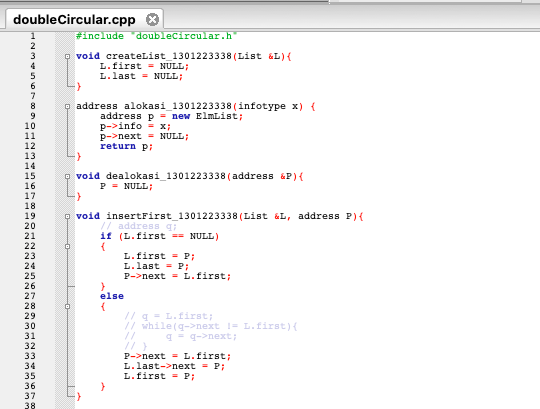 doubleCircular.cpp
1 #include "doubleCircular.h"
2
3 void createList_1301223338(List &L){
4 L.first = NULL;
5 L.last = NULL;
6 }
7
8 address alokasi_1301223338(infotype x) {
9 address p = new ElmList;
10 p->info = x;
11 p->next = NULL;
12 return p;
13 }
14
15 void dealokasi_1301223338(address &P){
16 P = NULL;
17 }
18
19 void insertFirst_1301223338(List &L, address P){
20 // address q;
21 if (L.first == NULL)
22 {
23 L.first = P;
24 L.last = P;
25 P->next = L.first;
26 }
27 else
28 {
29 // q = L.first;
30 // while(q->next != L.first){
31 // q = q->next;
32 // }
33 P->next = L.first;
34 L.last->next = P;
35 L.first = P;
36 }
37 }
38